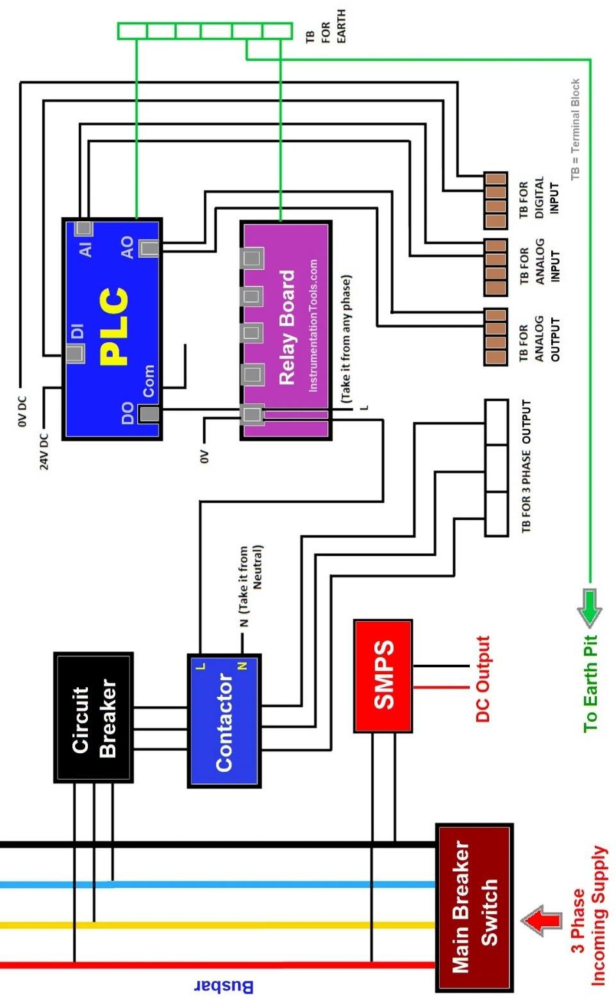 TB
FOR
EARTH
TB = Terminal Block
0V DC
24V DC
PLC
DI
AI
AO
DO
Com
0V
Relay Board
InstrumentationTools.com
(Take it from any phase)
L
TB FOR
DIGITAL
INPUT
TB FOR
ANALOG
INPUT
TB FOR
ANALOG
OUTPUT
TB FOR 3 PHASE OUTPUT
Circuit
Breaker
Contactor
L
N
N (Take it from
Neutral)
SMPS
DC Output
To Earth Pit
Busbar
Main Breaker
Switch
3 Phase
Incoming Supply